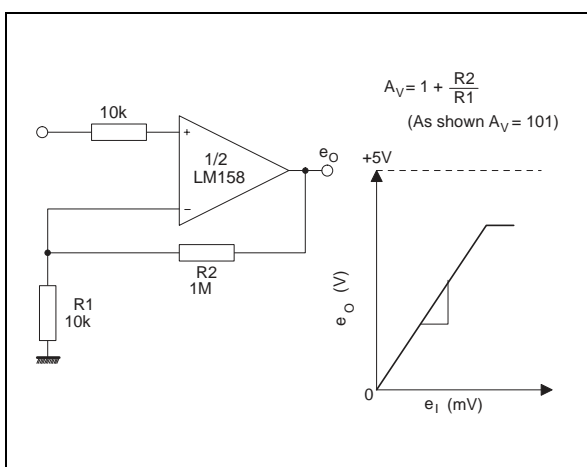 10k
+
1/2
LM158
−
e_O
R2
1M
R1
10k
A_V = 1 + R2/R1
(As shown A_V = 101)
+5V
e_O (V)
0
e_I (mV)